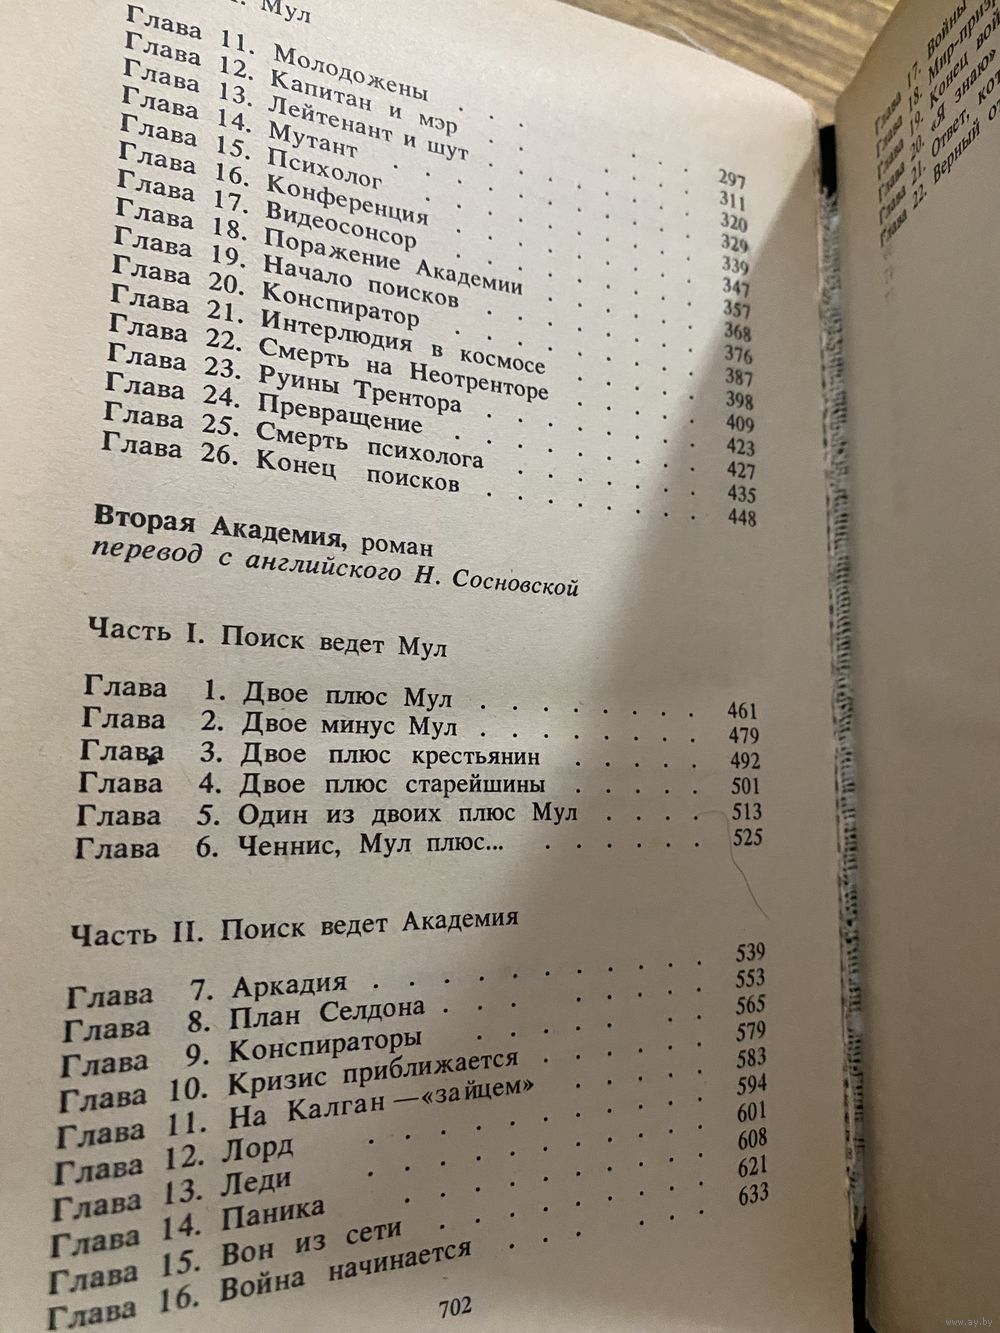 Мул
Глава 11. Молодожены . . . 297
Глава 12. Капитан и мэр . . . 311
Глава 13. Лейтенант и шут . . . 320
Глава 14. Мутант . . . 329
Глава 15. Психолог . . . 339
Глава 16. Конференция . . . 347
Глава 17. Видеосонсор . . . 357
Глава 18. Поражение Академии . . . 368
Глава 19. Начало поисков . . . 376
Глава 20. Конспиратор . . . 387
Глава 21. Интерлюдия в космосе . . . 398
Глава 22. Смерть на Неотренторе . . . 409
Глава 23. Руины Трентора . . . 423
Глава 24. Превращение . . . 427
Глава 25. Смерть психолога . . . 435
Глава 26. Конец поисков . . . 448
Вторая Академия, роман
перевод с английского Н. Сосновской
Часть I. Поиск ведет Мул
Глава 1. Двое плюс Мул . . . 461
Глава 2. Двое минус Мул . . . 479
Глава 3. Двое плюс крестьянин . . . 492
Глава 4. Двое плюс старейшины . . . 501
Глава 5. Один из двоих плюс Мул . . . 513
Глава 6. Ченнис, Мул плюс... . . . 525
Часть II. Поиск ведет Академия
Глава 7. Аркадия . . . 539
Глава 8. План Селдона . . . 553
Глава 9. Конспираторы . . . 565
Глава 10. Кризис приближается . . . 579
Глава 11. На Калган —«зайцем» . . . 583
Глава 12. Лорд . . . 594
Глава 13. Леди . . . 601
Глава 14. Паника . . . 608
Глава 15. Вон из сети . . . 621
Глава 16. Война начинается . . . 633
702
Глава 17. Войны
Глава 18.
Глава 19. Конец
Глава 20. «Я знаю»
Глава 21. Ответ,
Глава 22. Верный
www.ay.by